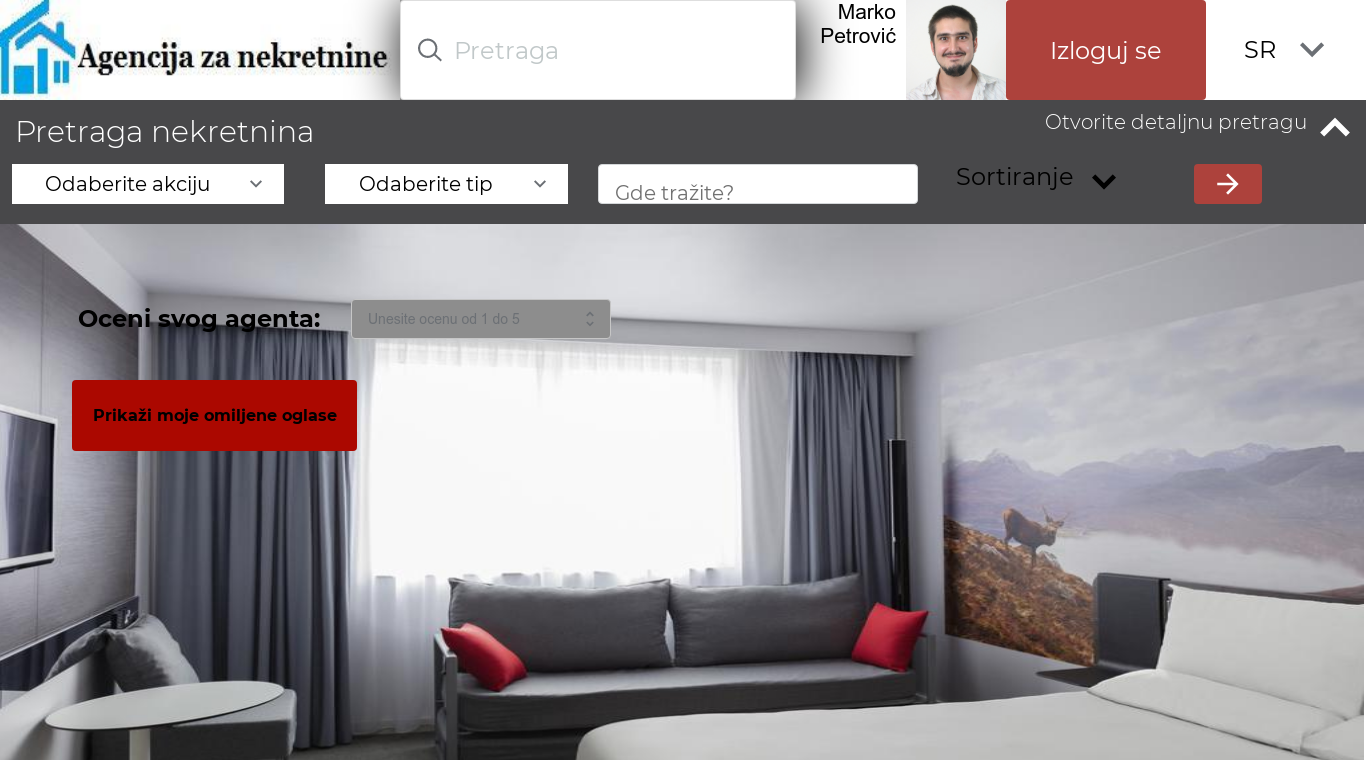 Agencija za nekretnine
Pretraga
Marko
Petrović
Izloguj se
SR
Pretraga nekretnina
Otvorite detaljnu pretragu
Odaberite akciju
Odaberite tip
Gde tražite?
Sortiranje
Oceni svog agenta:
Unesite ocenu od 1 do 5
Prikaži moje omiljene oglase